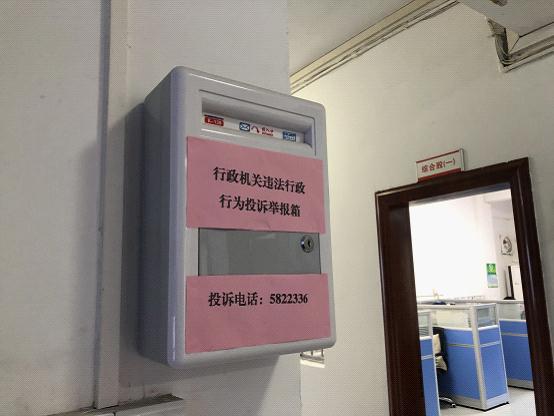 行政机关违法行政
行为投诉举报箱
投诉电话：5822336
综合股(一)